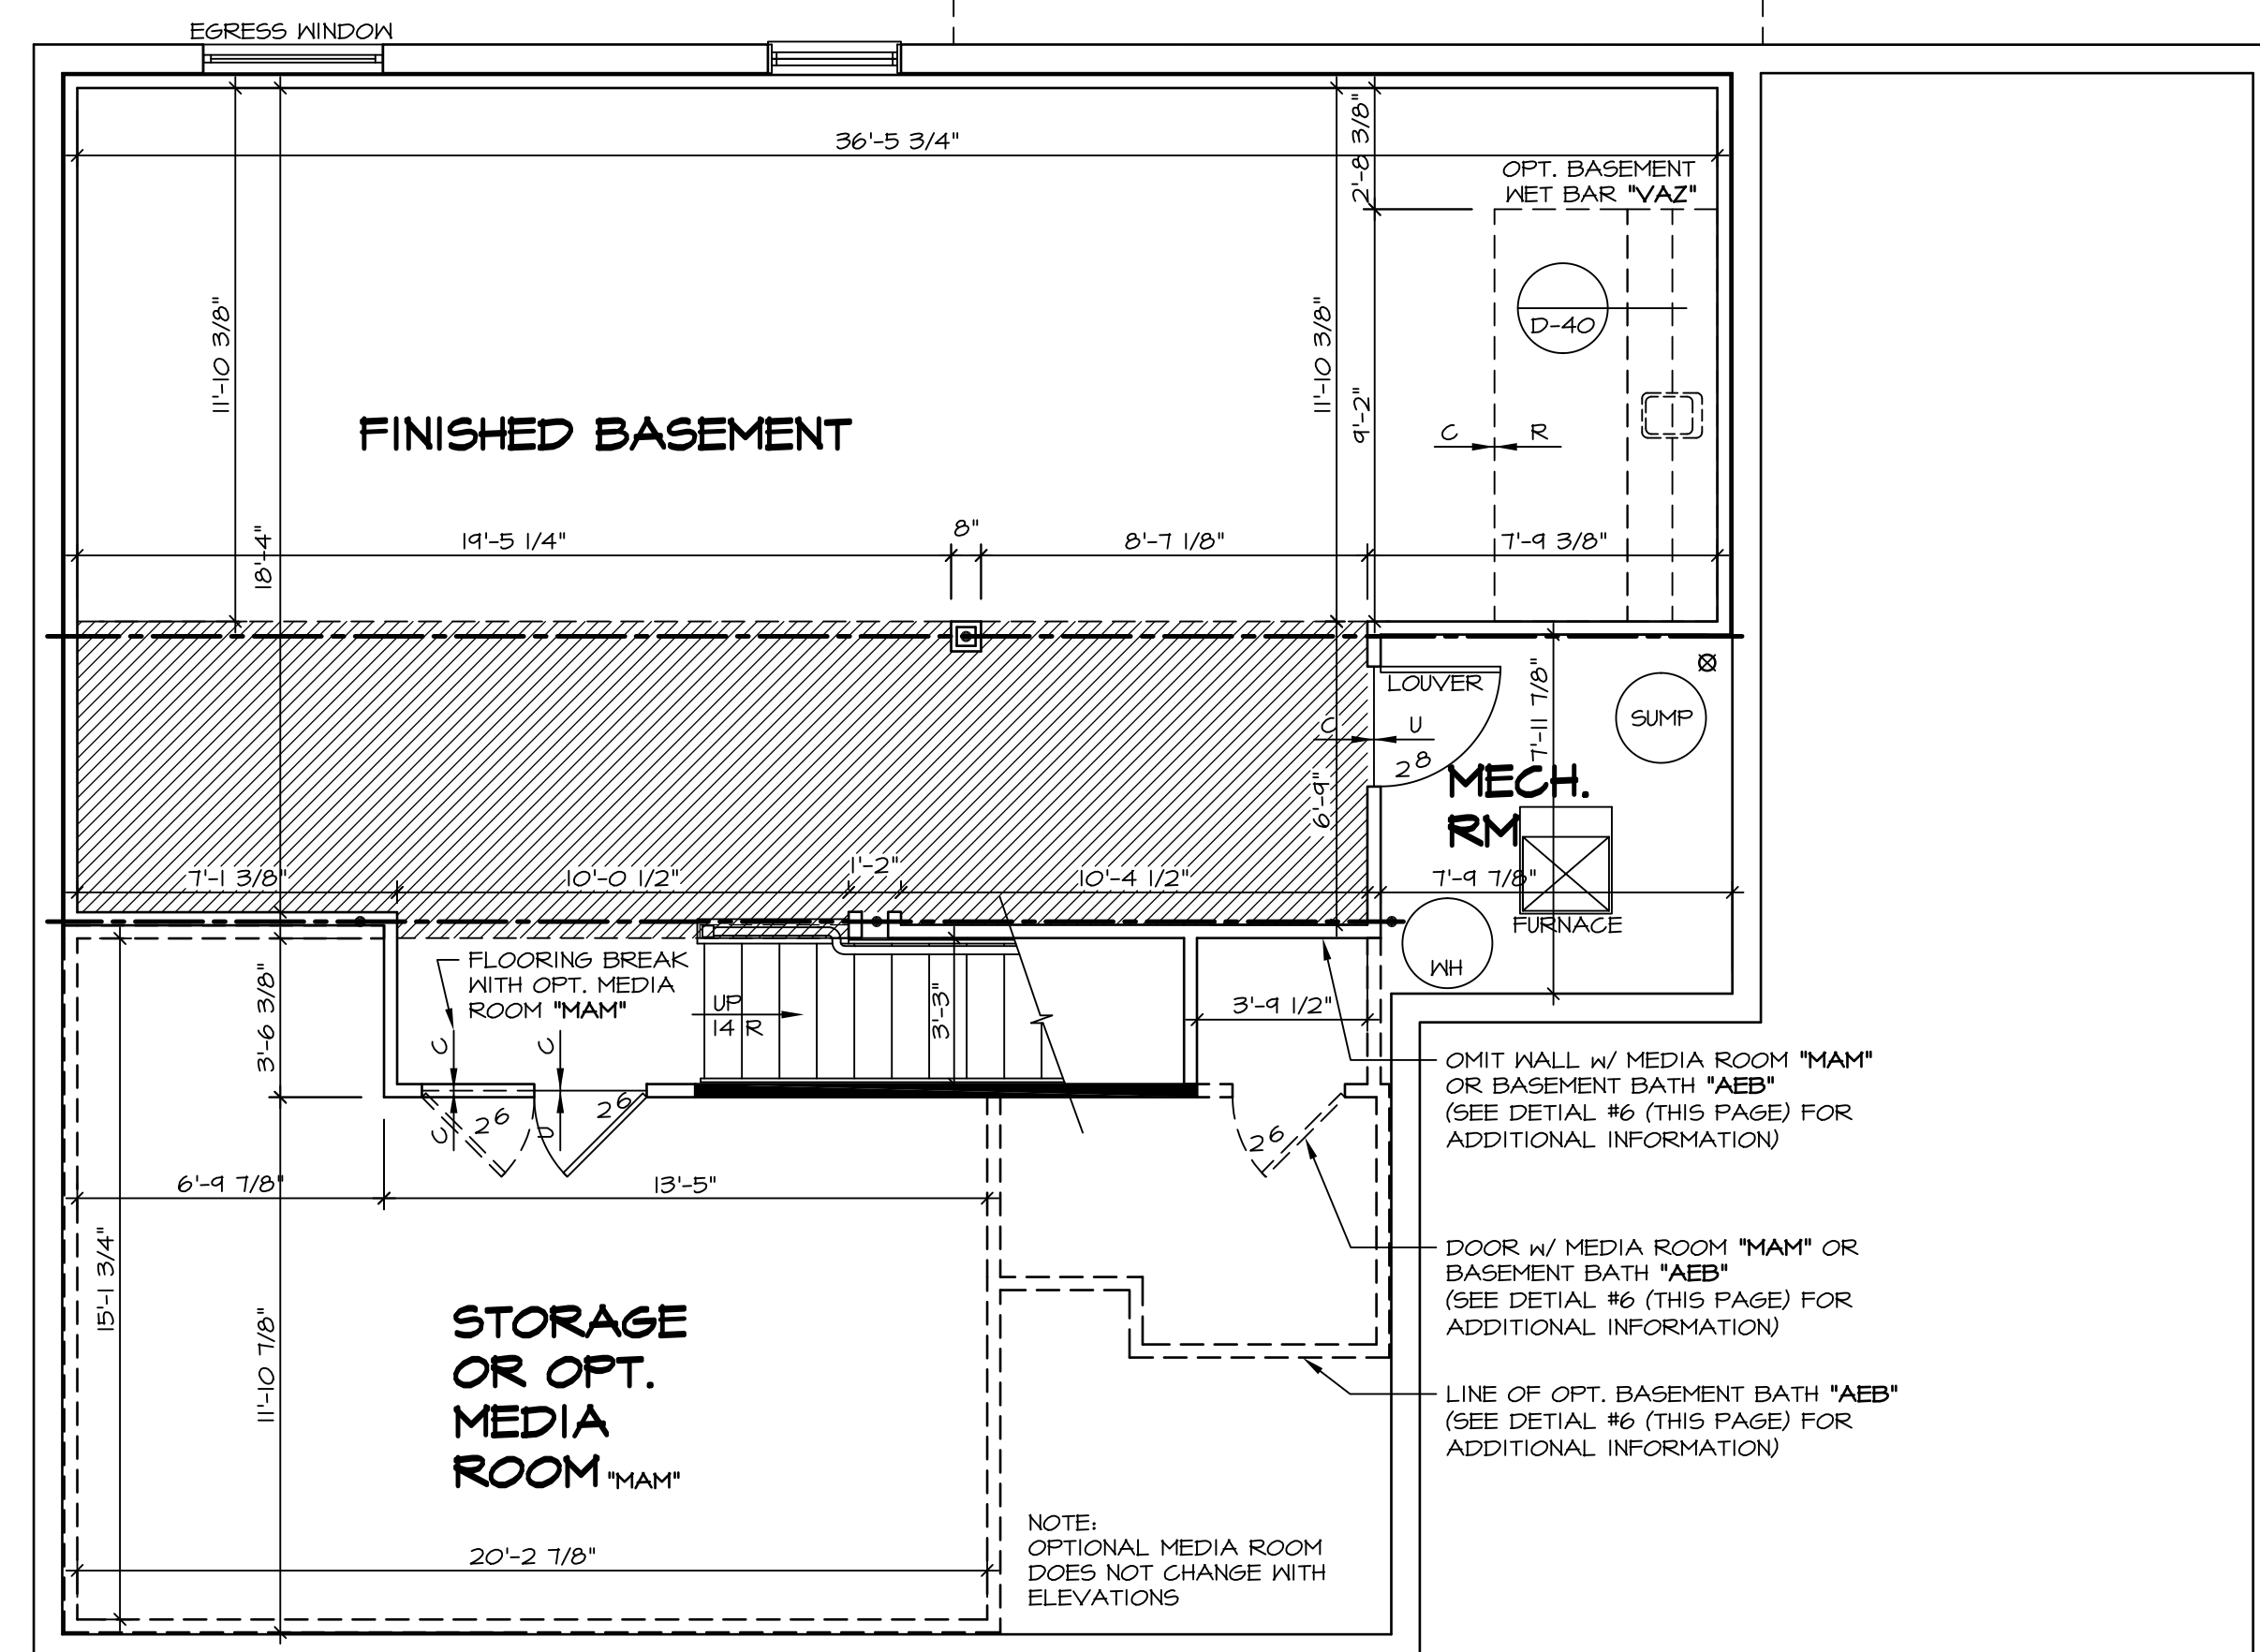 EGRESS WINDOW
36'-5 3/4"
2'-8 3/8"
OPT. BASEMENT
WET BAR "VAZ"
D-40
11'-10 3/8"
11'-10 3/8"
9'-2"
FINISHED BASEMENT
C R
18'-4"
19'-5 1/4"
8"
8'-7 1/8"
7'-9 3/8"
LOUVER
C U
2 8
7'-11 7/8"
SUMP
MECH.
RM
6'-9"
7'-1 3/8"
10'-0 1/2"
1'-2"
10'-4 1/2"
7'-9 7/8"
FURNACE
WH
FLOORING BREAK
WITH OPT. MEDIA
ROOM "MAM"
UP
14 R
3'-3"
3'-9 1/2"
3'-6 3/8"
C C
U U
2 6
2 6
2 6
OMIT WALL w/ MEDIA ROOM "MAM"
OR BASEMENT BATH "AEB"
(SEE DETIAL #6 (THIS PAGE) FOR
ADDITIONAL INFORMATION)
6'-9 7/8"
13'-5"
DOOR w/ MEDIA ROOM "MAM" OR
BASEMENT BATH "AEB"
(SEE DETIAL #6 (THIS PAGE) FOR
ADDITIONAL INFORMATION)
15'-1 3/4"
11'-10 7/8"
STORAGE
OR OPT.
MEDIA
ROOM "MAM"
LINE OF OPT. BASEMENT BATH "AEB"
(SEE DETIAL #6 (THIS PAGE) FOR
ADDITIONAL INFORMATION)
20'-2 7/8"
NOTE:
OPTIONAL MEDIA ROOM
DOES NOT CHANGE WITH
ELEVATIONS